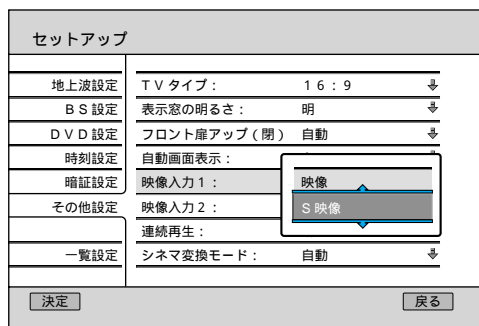 セットアップ
地上波設定
ＢＳ設定
ＤＶＤ設定
時刻設定
暗証設定
その他設定
一覧設定
ＴＶタイプ： １６：９
表示窓の明るさ： 明
フロント扉アップ（閉） 自動
自動画面表示：
映像入力１： 映像
S映像
映像入力２：
連続再生：
シネマ変換モード： 自動
決定
戻る